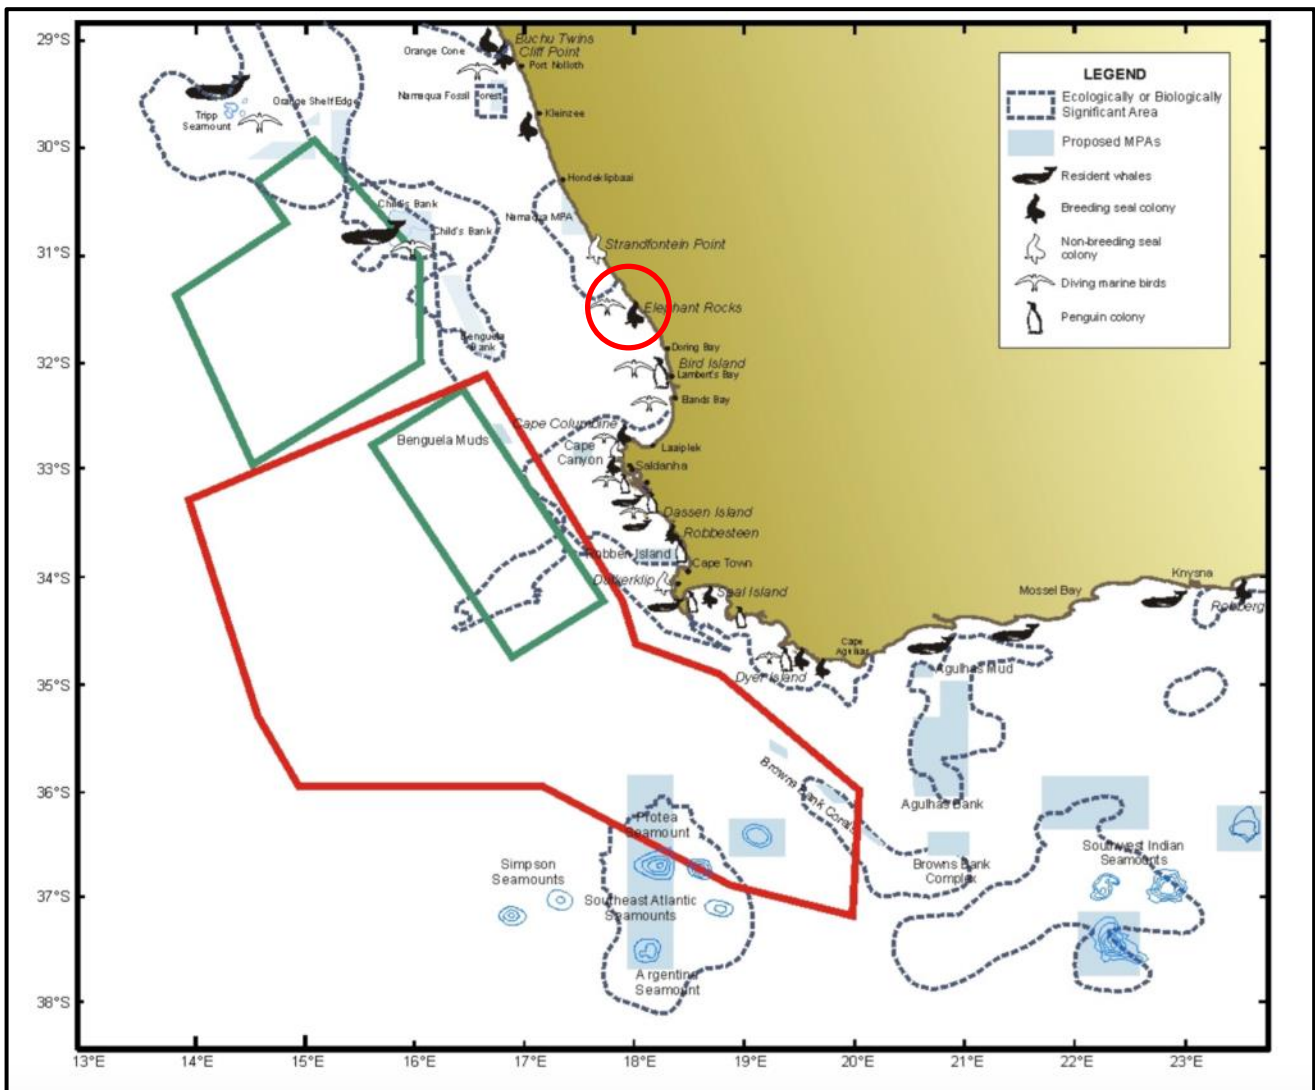 29°S
30°S
31°S
32°S
33°S
34°S
35°S
36°S
37°S
38°S
13°E
14°E
15°E
16°E
17°E
18°E
19°E
20°E
21°E
22°E
23°E
LEGEND
Ecologically or Biologically
Significant Area
Proposed MPAs
Resident whales
Breeding seal colony
Non-breeding seal
colony
Diving marine birds
Penguin colony
Buchu Twins
Cliff Point
Orange Cone
Port Nolloth
Namaqua Fossil Forest
Kleinzee
Orange Shelf Edge
Tripp
Seamount
Hondeklipbaai
Child's Bank
Namaqua MPA
Child's Bank
Strandfontein Point
Elephant Rocks
Benguela
Bank
Doring Bay
Bird Island
Lambert's Bay
Elands Bay
Cape Columbine
Benguela Muds
Cape
Canyon
Laaiplek
Saldanha
Dassen Island
Robbesteen
Robben Island
Cape Town
Duikerklip
Seal Island
Knysna
Mossel Bay
Robberg
Cape
Agulhas
Dyer Island
Agulhas Mud
Browns Bank Corals
Agulhas Bank
Protea
Seamount
Browns Bank
Complex
Southwest Indian
Seamounts
Simpson
Seamounts
Southeast Atlantic
Seamounts
Argentina
Seamount